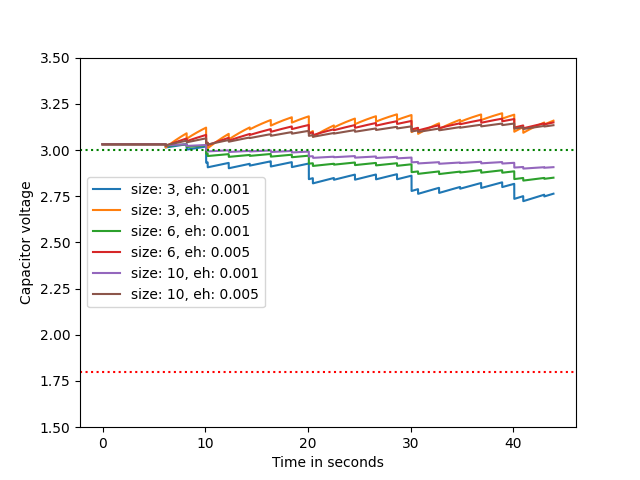 3.50
3.25
3.00
2.75
2.50
2.25
2.00
1.75
1.50
Capacitor voltage
size: 3, eh: 0.001
size: 3, eh: 0.005
size: 6, eh: 0.001
size: 6, eh: 0.005
size: 10, eh: 0.001
size: 10, eh: 0.005
0 10 20 30 40
Time in seconds